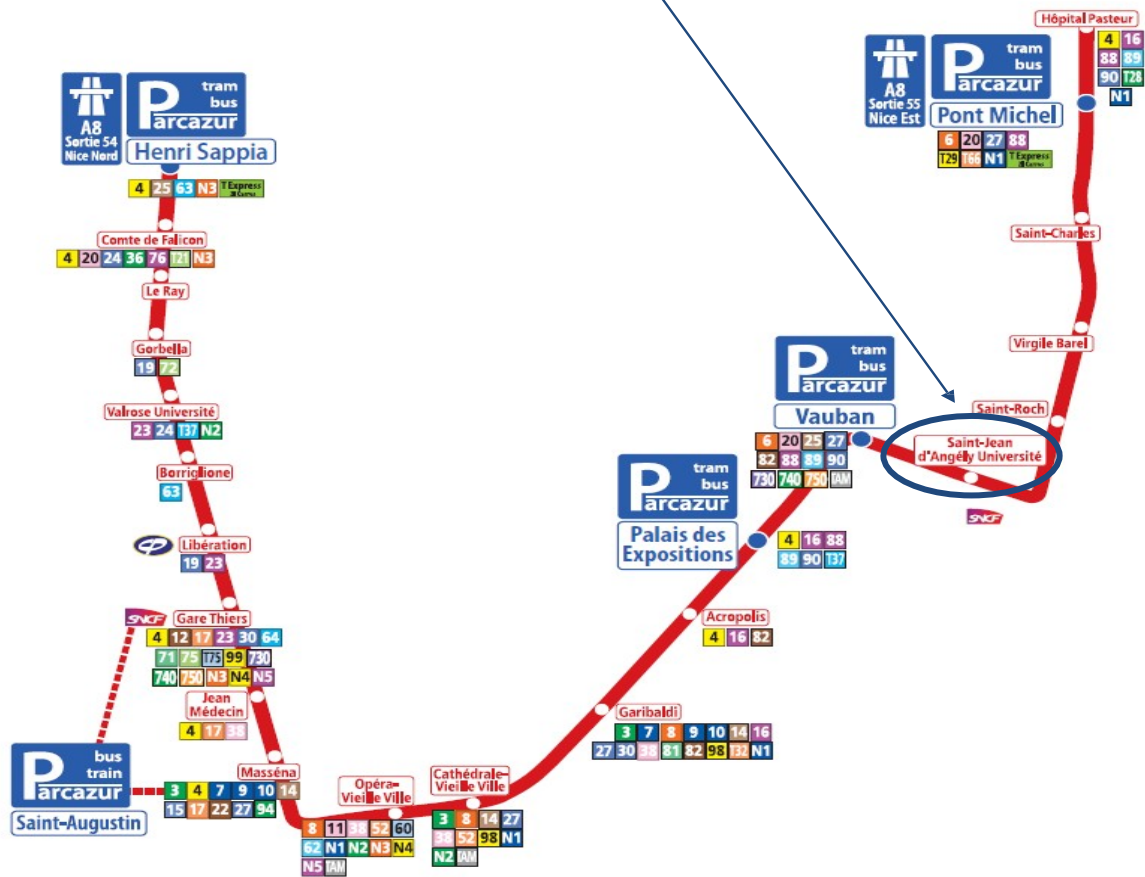 Hôpital Pasteur
4 16
88 89
90 T28
N1
A8
Sortie 55
Nice Est
tram
bus
Parcazur
Pont Michel
6 20 27 88
T29 T66 N1 T Express
A8
Sortie 54
Nice Nord
tram
bus
Parcazur
Henri Sappia
4 25 63 N3 T Express
Comte de Falicon
4 20 24 36 76 T21 N3
Le Ray
Gorbella
19 72
Valrose Université
23 24 T37 N2
Borriglione
63
CP Libération
19 23
SNCF Gare Thiers
4 12 17 23 30 64
71 75 T75 99 730
740 750 N3 N4 N5
Jean
Médecin
4 17 38
bus
train
Parcazur
Saint-Augustin
Masséna
3 4 7 9 10 14
15 17 22 27 94
Opéra-
Vieille Ville
8 11 38 52 60
62 N1 N2 N3 N4
N5 TAM
Cathédrale-
Vieille Ville
3 8 14 27
38 52 98 N1
N2 TAM
Garibaldi
3 7 8 9 10 14 16
27 30 38 81 82 98 T32 N1
Acropolis
4 16 82
tram
bus
Parcazur
Palais des
Expositions
4 16 88
89 90 T37
tram
bus
Parcazur
Vauban
6 20 25 27
82 88 89 90
730 740 750 TAM
Saint-Jean
d'Angély Université
SNCF
Saint-Roch
Virgile Barel
Saint-Charles